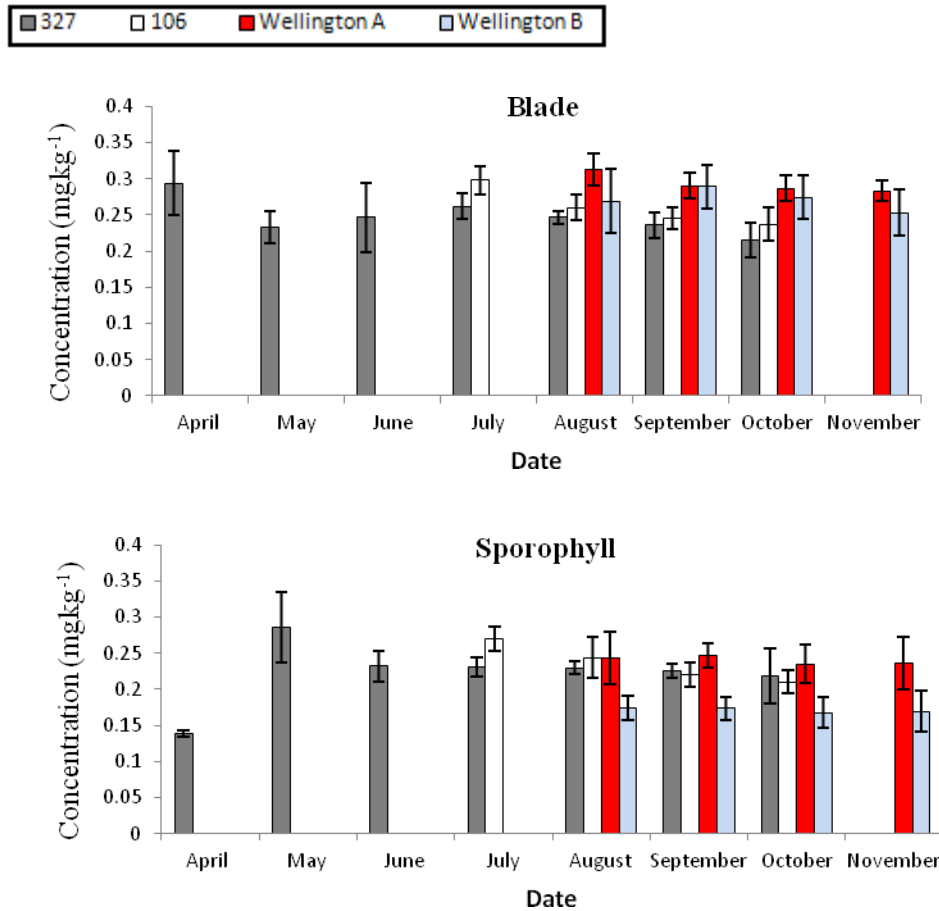 327 106 Wellington A Wellington B
Blade
Concentration (mgkg-1)
0.4
0.35
0.3
0.25
0.2
0.15
0.1
0.05
0
April May June July August September October November
Date
Sporophyll
Concentration (mgkg-1)
0.4
0.35
0.3
0.25
0.2
0.15
0.1
0.05
0
April May June July August September October November
Date